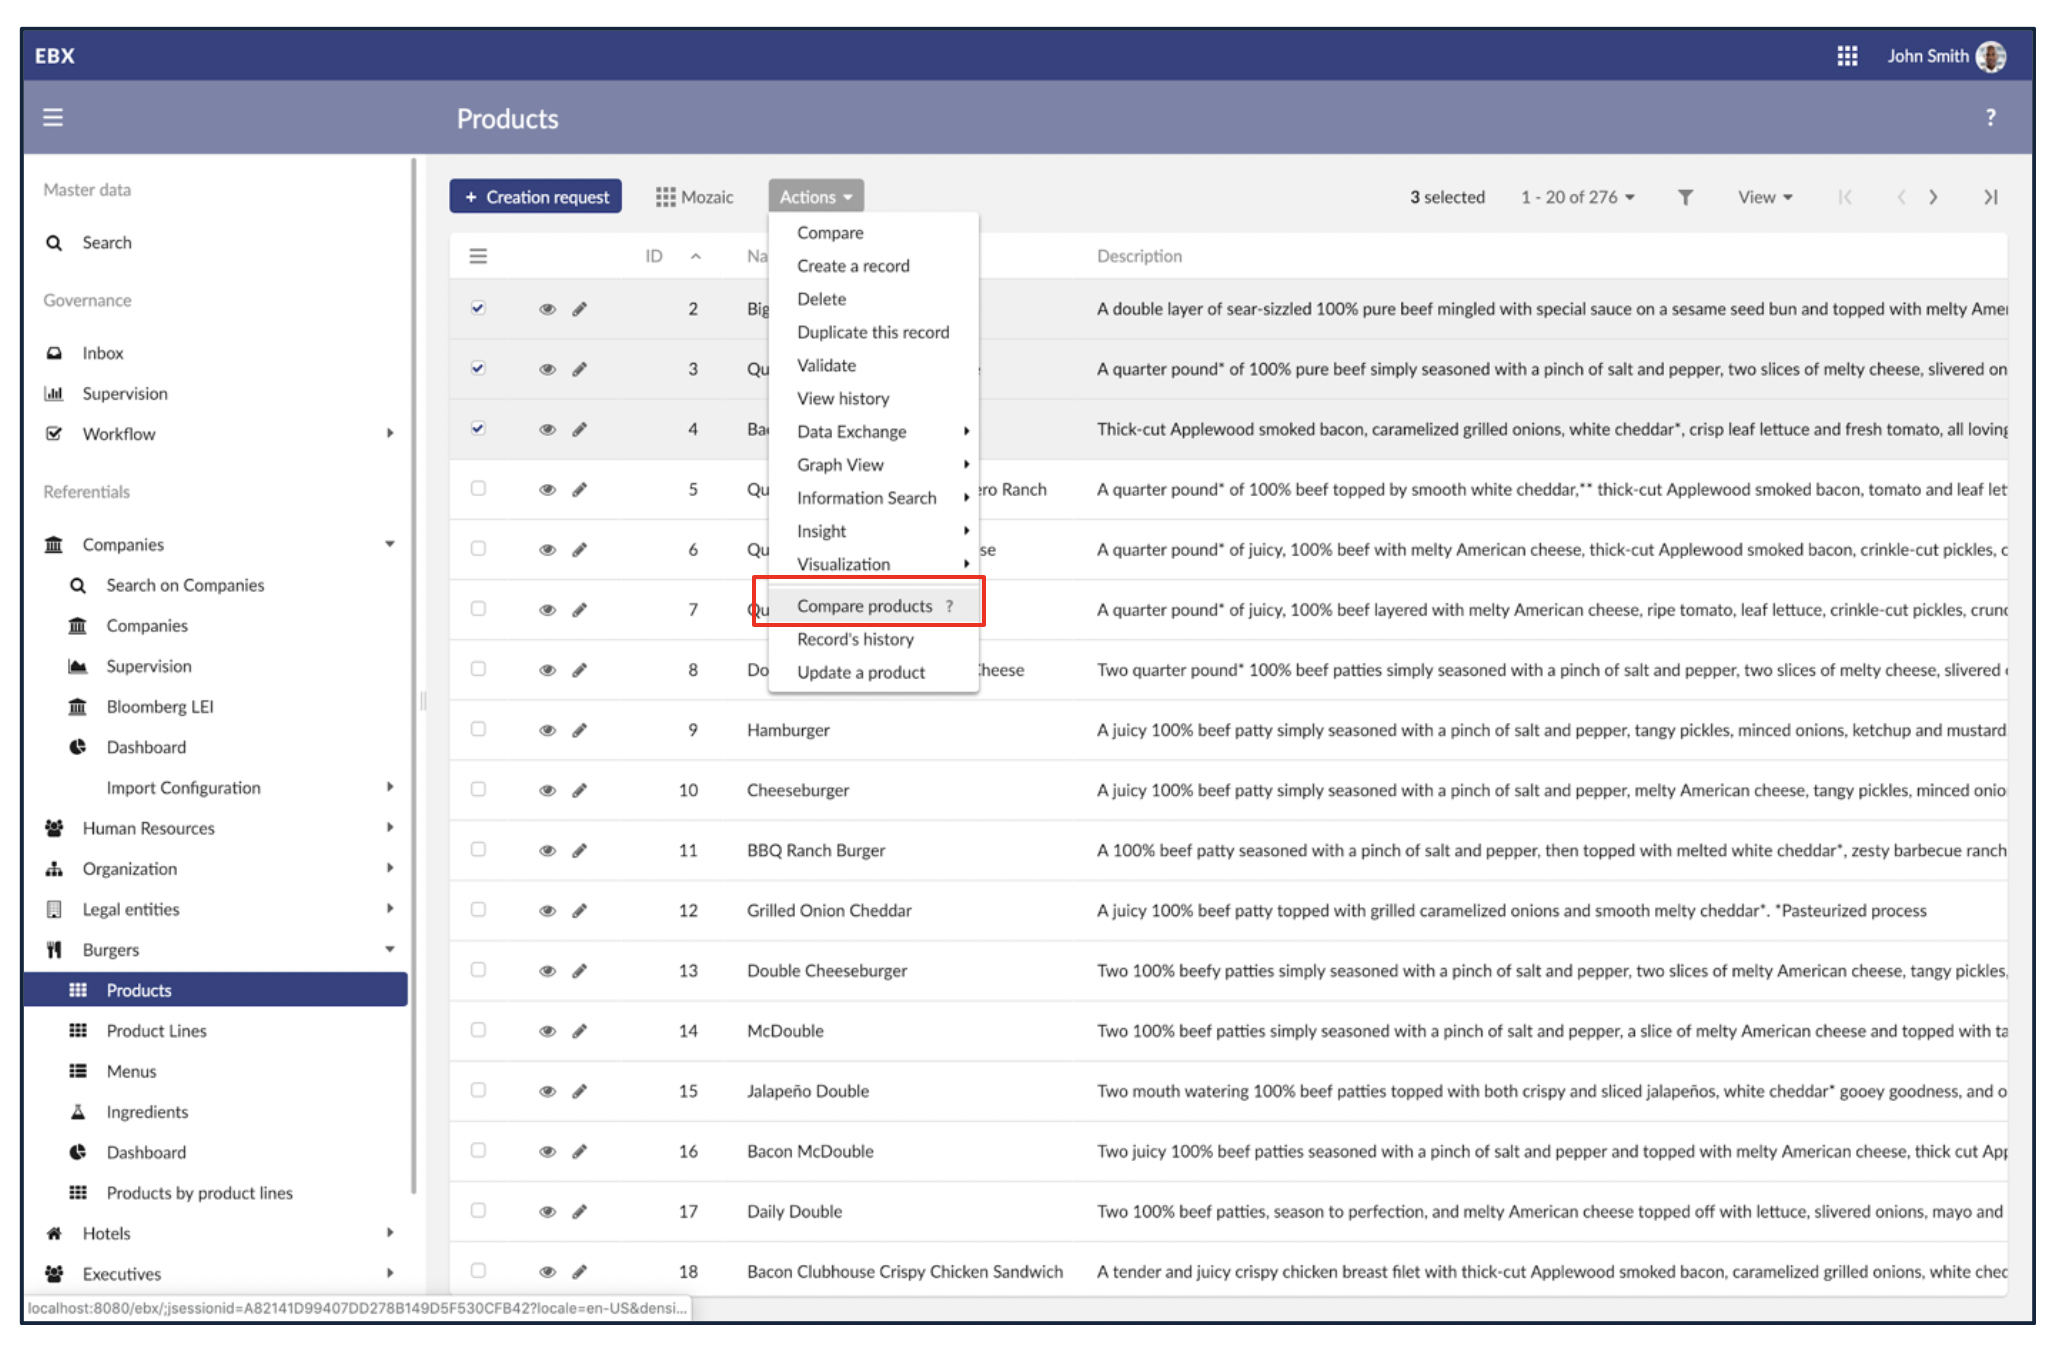 EBX
John Smith
Products
?
Master data
Search
Governance
Inbox
Supervision
Workflow
Referentials
Companies
Search on Companies
Companies
Supervision
Bloomberg LEI
Dashboard
Import Configuration
Human Resources
Organization
Legal entities
Burgers
Products
Product Lines
Menus
Ingredients
Dashboard
Products by product lines
Hotels
Executives
localhost:8080/ebx/;jsessionid=A82141D99407DD278B149D5F530CFB42?locale=en-US&densi...
+ Creation request
Mozaic
Actions
3 selected
1 - 20 of 276
View
Compare
Create a record
Delete
Duplicate this record
Validate
View history
Data Exchange
Graph View
Information Search
Insight
Visualization
Compare products ?
Record's history
Update a product
ID Na Description
2 Big A double layer of sear-sizzled 100% pure beef mingled with special sauce on a sesame seed bun and topped with melty Amer
3 Qu A quarter pound* of 100% pure beef simply seasoned with a pinch of salt and pepper, two slices of melty cheese, slivered on
4 Bac Thick-cut Applewood smoked bacon, caramelized grilled onions, white cheddar*, crisp leaf lettuce and fresh tomato, all loving
5 Qu ero Ranch A quarter pound* of 100% beef topped by smooth white cheddar,** thick-cut Applewood smoked bacon, tomato and leaf let
6 Qu se A quarter pound* of juicy, 100% beef with melty American cheese, thick-cut Applewood smoked bacon, crinkle-cut pickles, c
7 Qu A quarter pound* of juicy, 100% beef layered with melty American cheese, ripe tomato, leaf lettuce, crinkle-cut pickles, crunc
8 Do Cheese Two quarter pound* 100% beef patties simply seasoned with a pinch of salt and pepper, two slices of melty cheese, slivered
9 Hamburger A juicy 100% beef patty simply seasoned with a pinch of salt and pepper, tangy pickles, minced onions, ketchup and mustard
10 Cheeseburger A juicy 100% beef patty simply seasoned with a pinch of salt and pepper, melty American cheese, tangy pickles, minced onio
11 BBQ Ranch Burger A 100% beef patty seasoned with a pinch of salt and pepper, then topped with melted white cheddar*, zesty barbecue ranch
12 Grilled Onion Cheddar A juicy 100% beef patty topped with grilled caramelized onions and smooth melty cheddar*. *Pasteurized process
13 Double Cheeseburger Two 100% beefy patties simply seasoned with a pinch of salt and pepper, two slices of melty American cheese, tangy pickles,
14 McDouble Two 100% beef patties simply seasoned with a pinch of salt and pepper, a slice of melty American cheese and topped with ta
15 Jalapeño Double Two mouth watering 100% beef patties topped with both crispy and sliced jalapeños, white cheddar* gooey goodness, and o
16 Bacon McDouble Two juicy 100% beef patties seasoned with a pinch of salt and pepper and topped with melty American cheese, thick cut App
17 Daily Double Two 100% beef patties, season to perfection, and melty American cheese topped off with lettuce, slivered onions, mayo and
18 Bacon Clubhouse Crispy Chicken Sandwich A tender and juicy crispy chicken breast filet with thick-cut Applewood smoked bacon, caramelized grilled onions, white chec